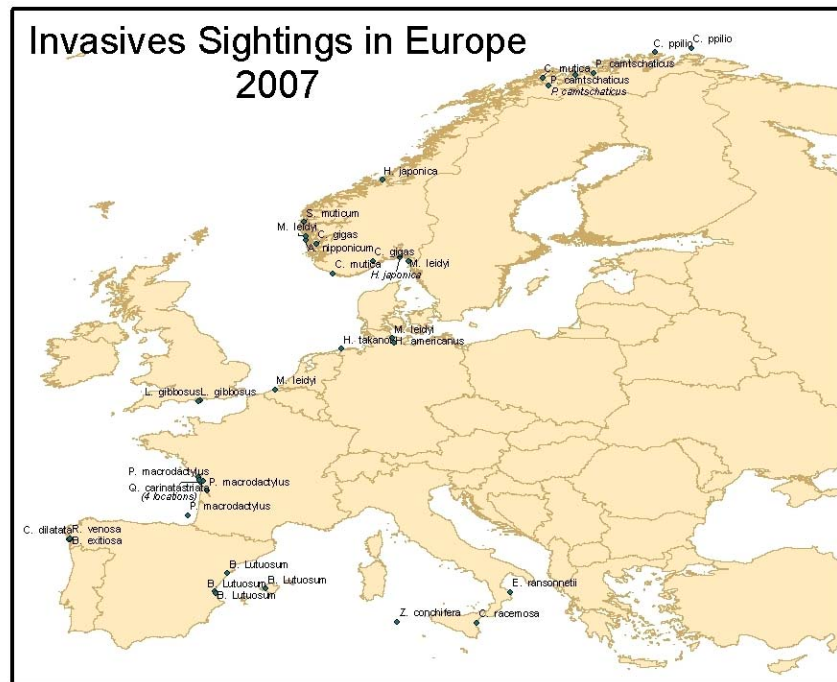 Invasives Sightings in Europe
2007
C. ppilio
C. ppilio
C. mutica
P. camtschaticus
P. camtschaticus
P. camtschaticus
H. japonica
S. muticum
M. leidyi
C. gigas
A. nipponicum
C. gigas
M. leidyi
C. mutica
H. japonica
M. leidyi
H. takanoi
H. americanus
M. leidyi
L. gibbosus
L. gibbosus
P. macrodactylus
P. macrodactylus
Q. carinatastriata
(4 locations)
P. macrodactylus
C. dilatata
R. venosa
B. exitiosa
B. Lutuosum
B. Lutuosum
B. Lutuosum
B. Lutuosum
E. ransonnetii
Z. conchifera
C. racemosa